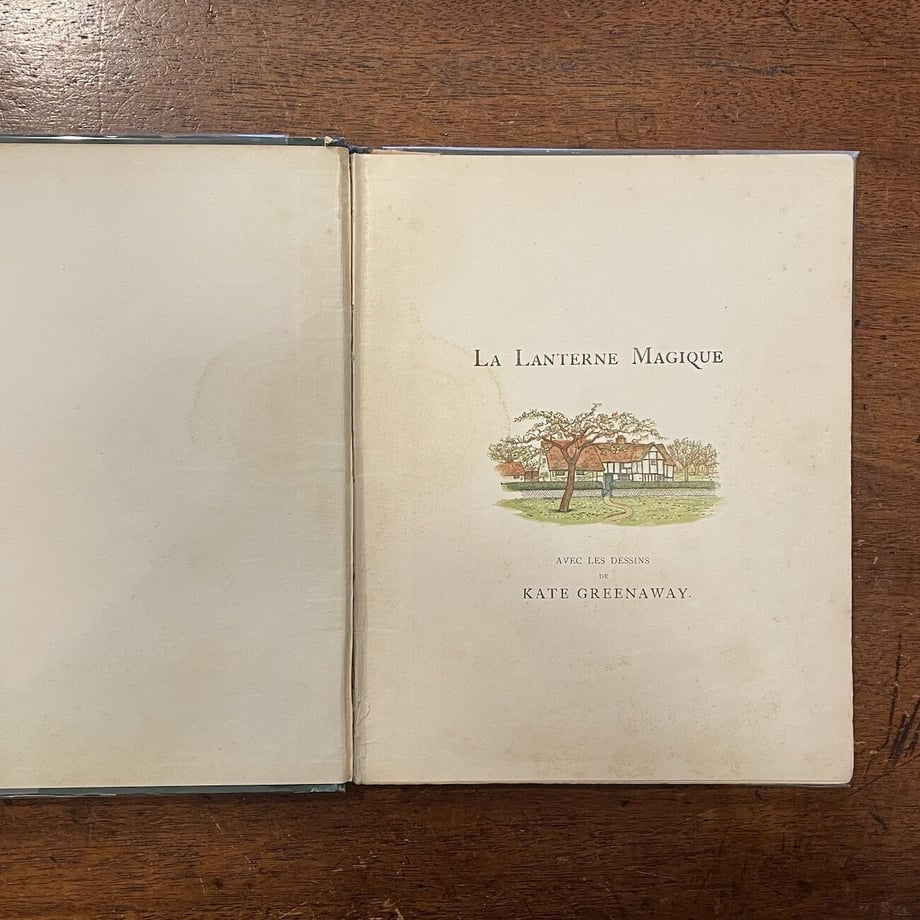 La Lanterne Magique
AVEC LES DESSINS
DE
KATE GREENAWAY.